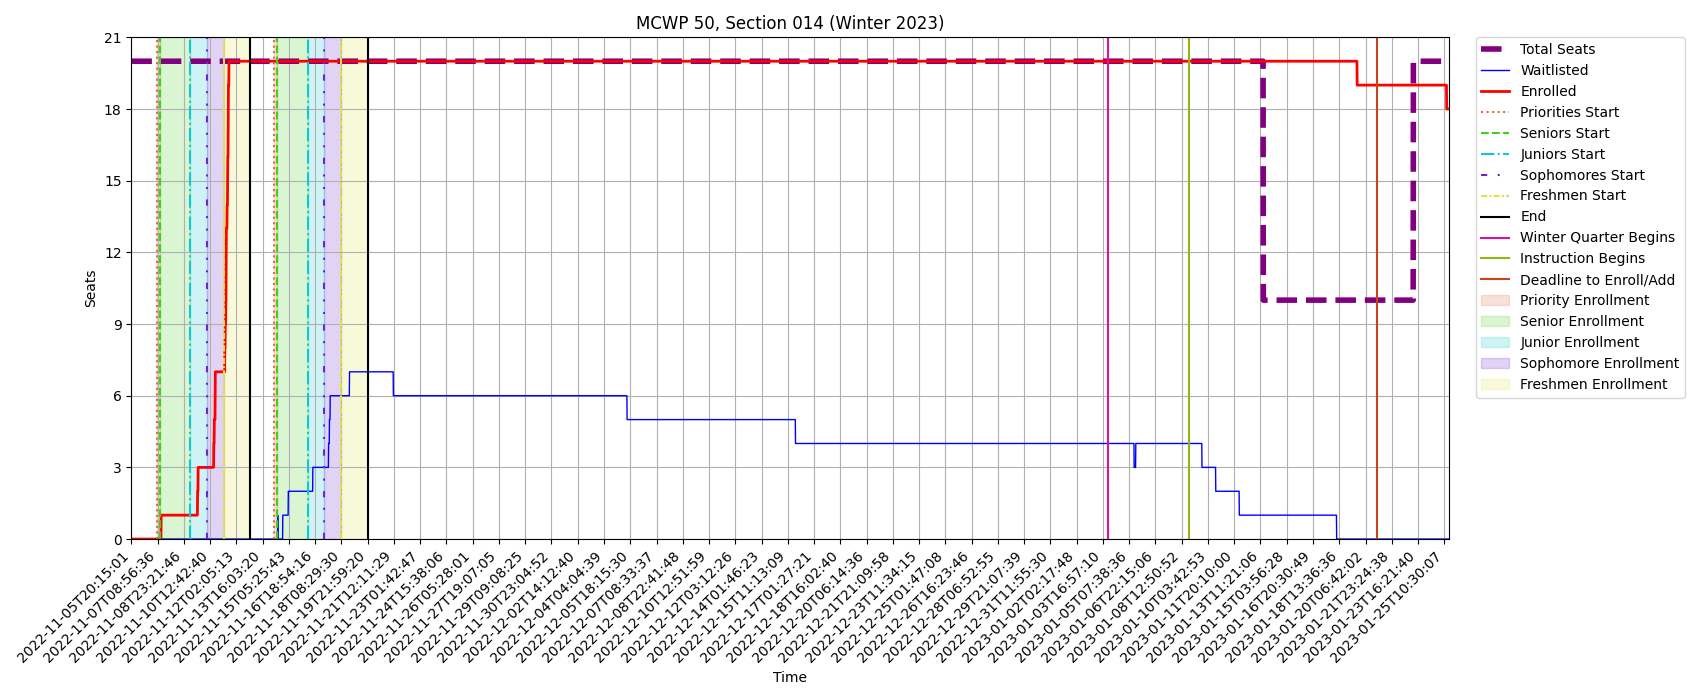 MCWP 50, Section 014 (Winter 2023)
Seats
21
18
15
12
9
6
3
0
2022-11-05T20:15:01
2022-11-07T08:56:36
2022-11-08T23:21:46
2022-11-10T12:42:40
2022-11-12T02:05:13
2022-11-13T16:03:20
2022-11-15T05:25:43
2022-11-16T18:54:16
2022-11-18T08:29:30
2022-11-19T21:59:20
2022-11-21T12:11:29
2022-11-23T01:42:47
2022-11-24T15:38:06
2022-11-26T05:28:01
2022-11-27T19:07:05
2022-11-29T09:08:25
2022-11-30T23:04:52
2022-12-02T14:12:40
2022-12-04T04:04:39
2022-12-05T18:15:30
2022-12-07T08:33:37
2022-12-08T22:41:48
2022-12-10T12:51:59
2022-12-12T03:12:26
2022-12-14T01:46:23
2022-12-15T11:13:09
2022-12-17T01:27:21
2022-12-18T16:02:40
2022-12-20T06:14:36
2022-12-21T21:09:58
2022-12-23T11:34:15
2022-12-25T01:47:08
2022-12-26T16:23:46
2022-12-28T06:52:55
2022-12-29T21:07:39
2022-12-31T11:55:30
2023-01-02T02:17:48
2023-01-03T16:57:10
2023-01-05T07:38:36
2023-01-06T22:15:06
2023-01-08T12:50:52
2023-01-10T03:42:53
2023-01-11T20:10:00
2023-01-13T11:21:06
2023-01-15T03:56:28
2023-01-16T20:30:49
2023-01-18T13:36:36
2023-01-20T06:42:02
2023-01-21T23:24:38
2023-01-23T16:21:40
2023-01-25T10:30:07
Time
Total Seats
Waitlisted
Enrolled
Priorities Start
Seniors Start
Juniors Start
Sophomores Start
Freshmen Start
End
Winter Quarter Begins
Instruction Begins
Deadline to Enroll/Add
Priority Enrollment
Senior Enrollment
Junior Enrollment
Sophomore Enrollment
Freshmen Enrollment